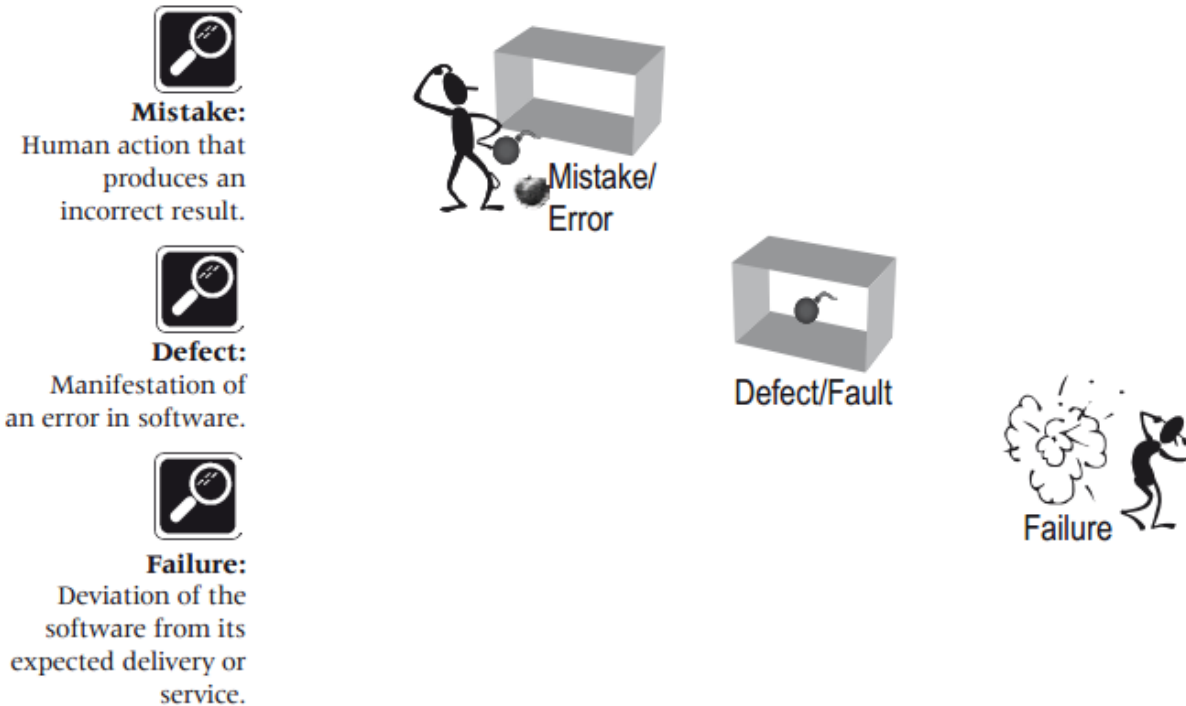 Mistake:
Human action that
produces an
incorrect result.
Defect:
Manifestation of
an error in software.
Failure:
Deviation of the
software from its
expected delivery or
service.
Mistake/
Error
Defect/Fault
Failure